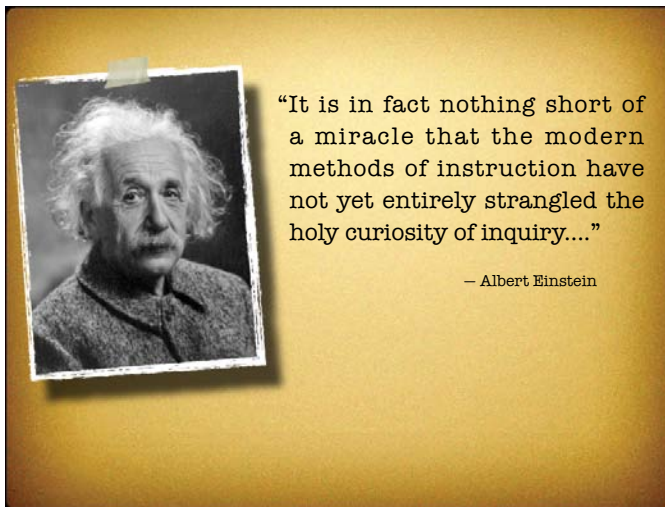 “It is in fact nothing short of
a miracle that the modern
methods of instruction have
not yet entirely strangled the
holy curiosity of inquiry....”
— Albert Einstein